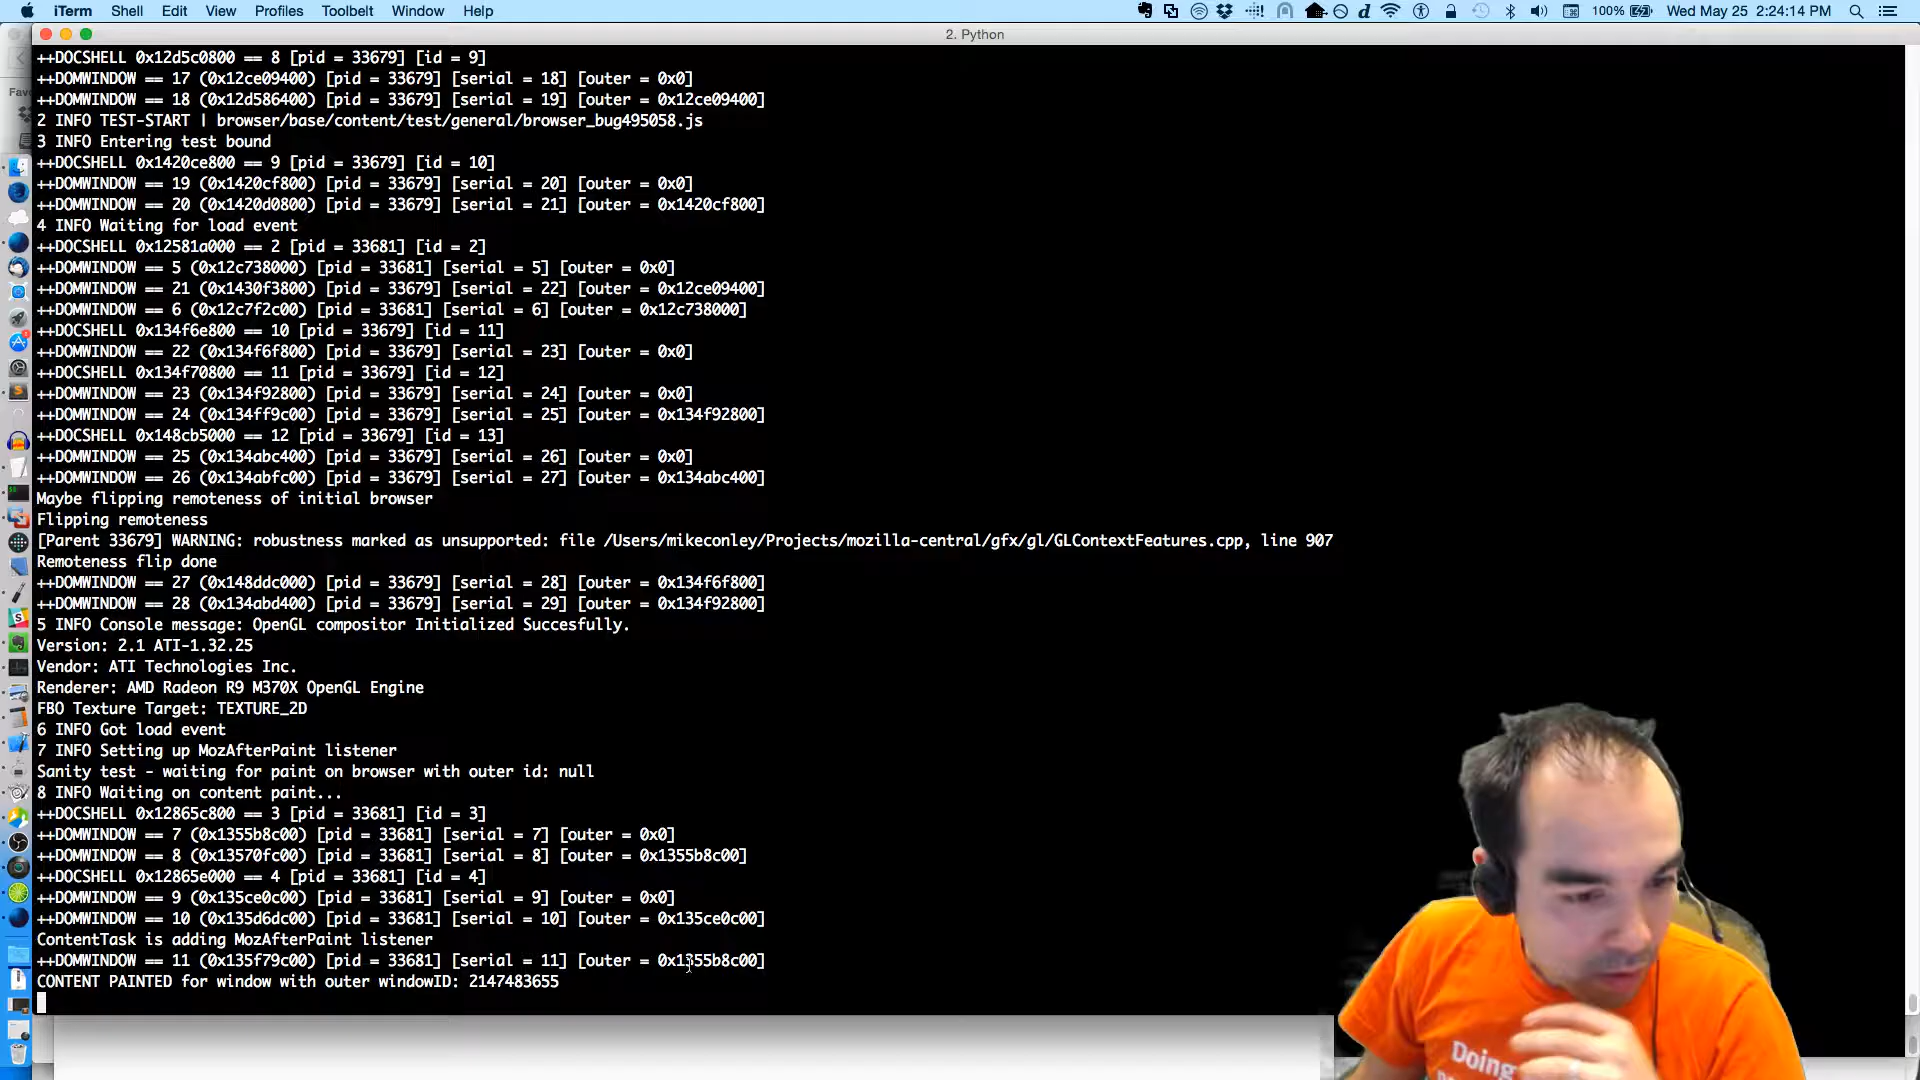 iTerm Shell Edit View Profiles Toolbelt Window Help 100% Wed May 25 2:24:14 PM
2. Python
++DOCSHELL 0x12d5c0800 == 8 [pid = 33679] [id = 9]
++DOMWINDOW == 17 (0x12ce09400) [pid = 33679] [serial = 18] [outer = 0x0]
++DOMWINDOW == 18 (0x12d586400) [pid = 33679] [serial = 19] [outer = 0x12ce09400]
2 INFO TEST-START | browser/base/content/test/general/browser_bug495058.js
3 INFO Entering test bound
++DOCSHELL 0x1420ce800 == 9 [pid = 33679] [id = 10]
++DOMWINDOW == 19 (0x1420cf800) [pid = 33679] [serial = 20] [outer = 0x0]
++DOMWINDOW == 20 (0x1420d0800) [pid = 33679] [serial = 21] [outer = 0x1420cf800]
4 INFO Waiting for load event
++DOCSHELL 0x12581a000 == 2 [pid = 33681] [id = 2]
++DOMWINDOW == 5 (0x12c738000) [pid = 33681] [serial = 5] [outer = 0x0]
++DOMWINDOW == 21 (0x1430f3800) [pid = 33679] [serial = 22] [outer = 0x12ce09400]
++DOMWINDOW == 6 (0x12c7f2c00) [pid = 33681] [serial = 6] [outer = 0x12c738000]
++DOCSHELL 0x134f6e800 == 10 [pid = 33679] [id = 11]
++DOMWINDOW == 22 (0x134f6f800) [pid = 33679] [serial = 23] [outer = 0x0]
++DOCSHELL 0x134f70800 == 11 [pid = 33679] [id = 12]
++DOMWINDOW == 23 (0x134f92800) [pid = 33679] [serial = 24] [outer = 0x0]
++DOMWINDOW == 24 (0x134ff9c00) [pid = 33679] [serial = 25] [outer = 0x134f92800]
++DOCSHELL 0x148cb5000 == 12 [pid = 33679] [id = 13]
++DOMWINDOW == 25 (0x134abc400) [pid = 33679] [serial = 26] [outer = 0x0]
++DOMWINDOW == 26 (0x134abfc00) [pid = 33679] [serial = 27] [outer = 0x134abc400]
Maybe flipping remoteness of initial browser
Flipping remoteness
[Parent 33679] WARNING: robustness marked as unsupported: file /Users/mikeconley/Projects/mozilla-central/gfx/gl/GLContextFeatures.cpp, line 907
Remoteness flip done
++DOMWINDOW == 27 (0x148ddc000) [pid = 33679] [serial = 28] [outer = 0x134f6f800]
++DOMWINDOW == 28 (0x134abd400) [pid = 33679] [serial = 29] [outer = 0x134f92800]
5 INFO Console message: OpenGL compositor Initialized Succesfully.
Version: 2.1 ATI-1.32.25
Vendor: ATI Technologies Inc.
Renderer: AMD Radeon R9 M370X OpenGL Engine
FBO Texture Target: TEXTURE_2D
6 INFO Got load event
7 INFO Setting up MozAfterPaint listener
Sanity test - waiting for paint on browser with outer id: null
8 INFO Waiting on content paint...
++DOCSHELL 0x12865c800 == 3 [pid = 33681] [id = 3]
++DOMWINDOW == 7 (0x1355b8c00) [pid = 33681] [serial = 7] [outer = 0x0]
++DOMWINDOW == 8 (0x13570fc00) [pid = 33681] [serial = 8] [outer = 0x1355b8c00]
++DOCSHELL 0x12865e000 == 4 [pid = 33681] [id = 4]
++DOMWINDOW == 9 (0x135ce0c00) [pid = 33681] [serial = 9] [outer = 0x0]
++DOMWINDOW == 10 (0x135d6dc00) [pid = 33681] [serial = 10] [outer = 0x135ce0c00]
ContentTask is adding MozAfterPaint listener
++DOMWINDOW == 11 (0x135f79c00) [pid = 33681] [serial = 11] [outer = 0x1355b8c00]
CONTENT PAINTED for window with outer windowID: 2147483655
Doing